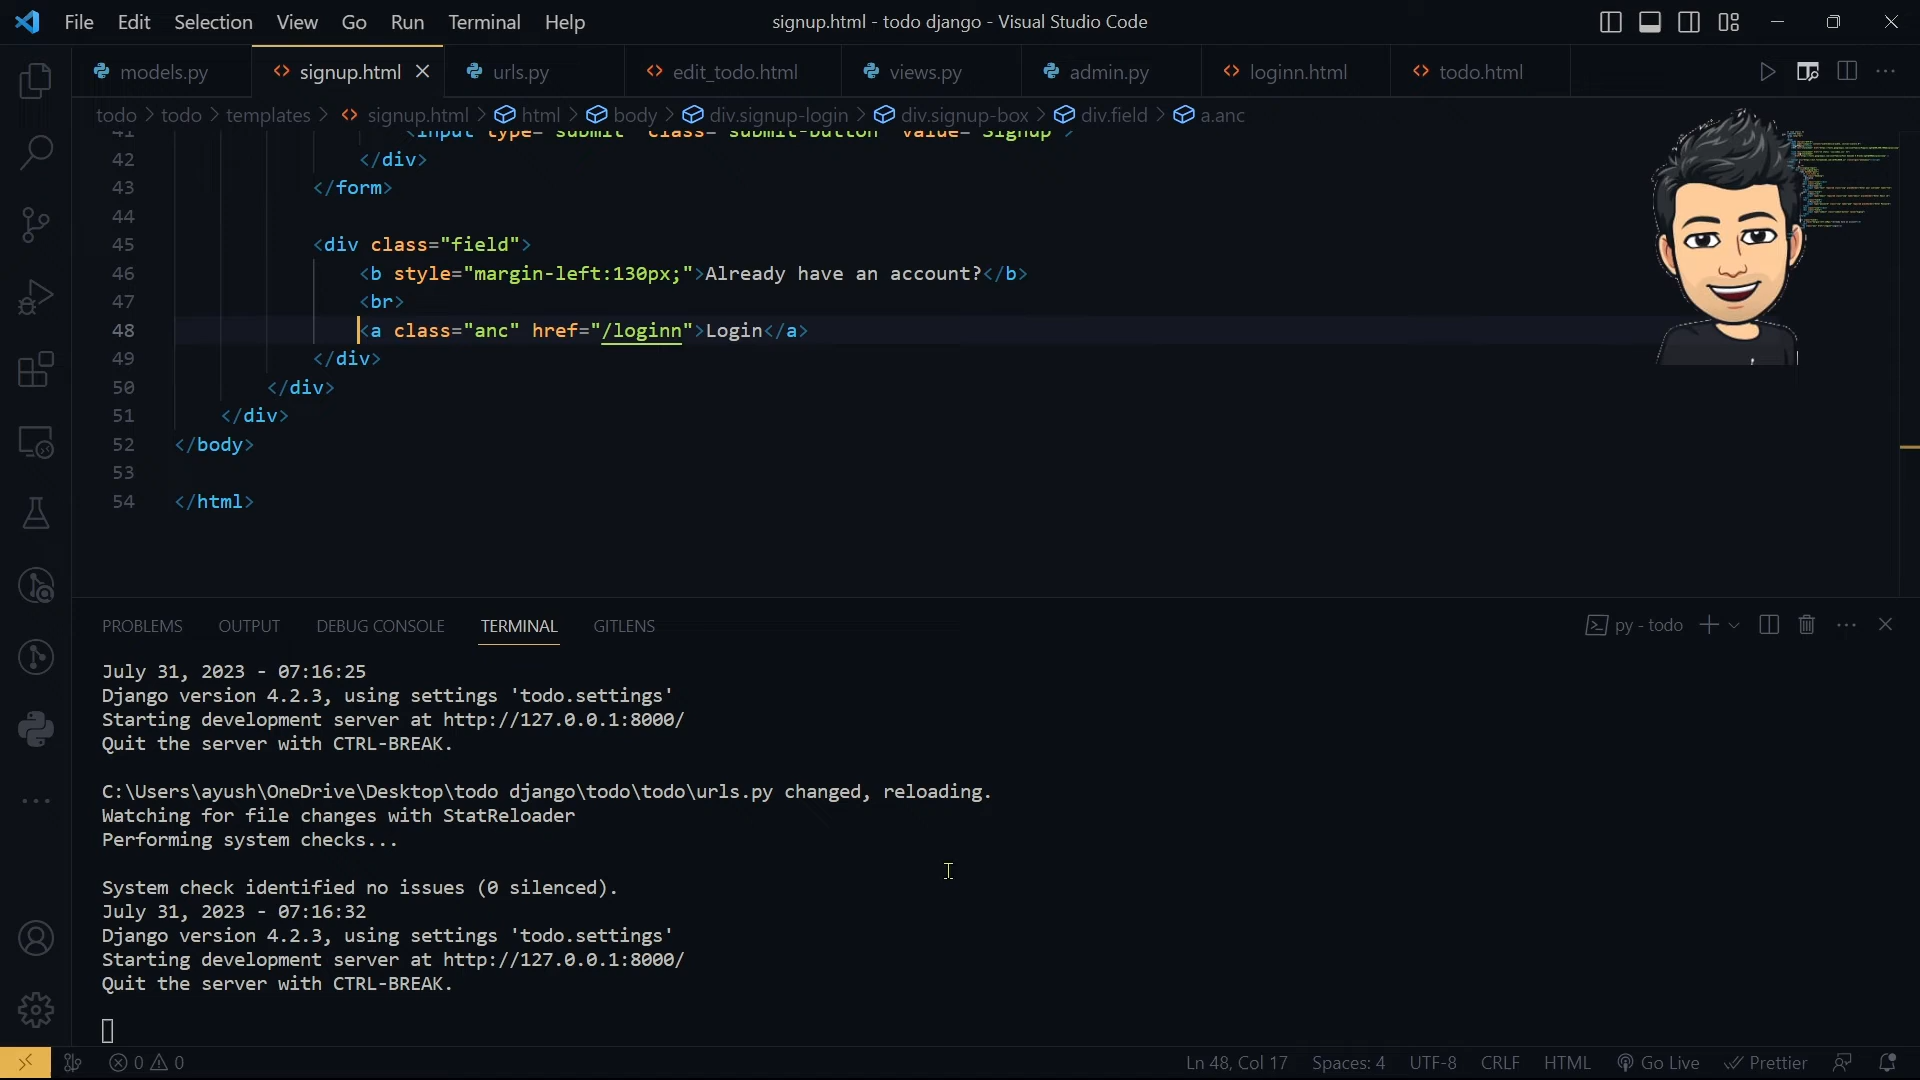 File Edit Selection View Go Run Terminal Help
signup.html - todo django - Visual Studio Code
models.py signup.html urls.py edit_todo.html views.py admin.py loginn.html todo.html
todo > todo > templates > signup.html > html > body > div.signup-login > div.signup-box > div.field > a.anc
41 <input type="submit" class="submit-button" value="Signup">
42 </div>
43 </form>
44
45 <div class="field">
46 <b style="margin-left:130px;">Already have an account?</b>
47 <br>
48 <a class="anc" href="/loginn">Login</a>
49 </div>
50 </div>
51 </div>
52 </body>
53
54 </html>
PROBLEMS OUTPUT DEBUG CONSOLE TERMINAL GITLENS
py - todo
July 31, 2023 - 07:16:25
Django version 4.2.3, using settings 'todo.settings'
Starting development server at http://127.0.0.1:8000/
Quit the server with CTRL-BREAK.
C:\Users\ayush\OneDrive\Desktop\todo django\todo\todo\urls.py changed, reloading.
Watching for file changes with StatReloader
Performing system checks...
System check identified no issues (0 silenced).
July 31, 2023 - 07:16:32
Django version 4.2.3, using settings 'todo.settings'
Starting development server at http://127.0.0.1:8000/
Quit the server with CTRL-BREAK.
0 0
Ln 48, Col 17 Spaces: 4 UTF-8 CRLF HTML Go Live Prettier